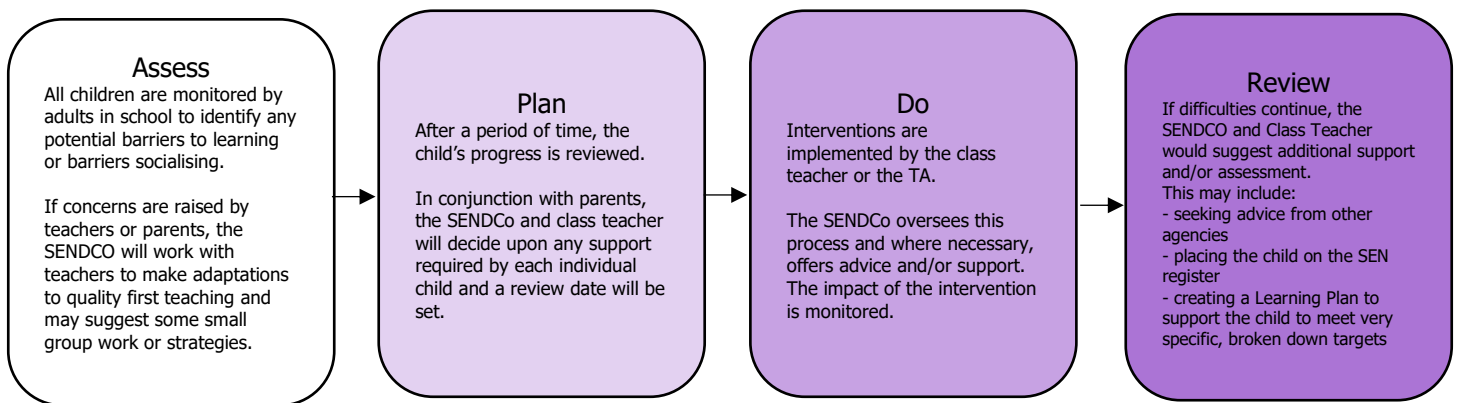 Assess
All children are monitored by
adults in school to identify any
potential barriers to learning
or barriers socialising.
If concerns are raised by
teachers or parents, the
SENDCO will work with
teachers to make adaptations
to quality first teaching and
may suggest some small
group work or strategies.
Plan
After a period of time, the
child's progress is reviewed.
In conjunction with parents,
the SENDCo and class teacher
will decide upon any support
required by each individual
child and a review date will be
set.
Do
Interventions are
implemented by the class
teacher or the TA.
The SENDCo oversees this
process and where necessary,
offers advice and/or support.
The impact of the intervention
is monitored.
Review
If difficulties continue, the
SENDCO and Class Teacher
would suggest additional support
and/or assessment.
This may include:
- seeking advice from other
agencies
- placing the child on the SEN
register
- creating a Learning Plan to
support the child to meet very
specific, broken down targets